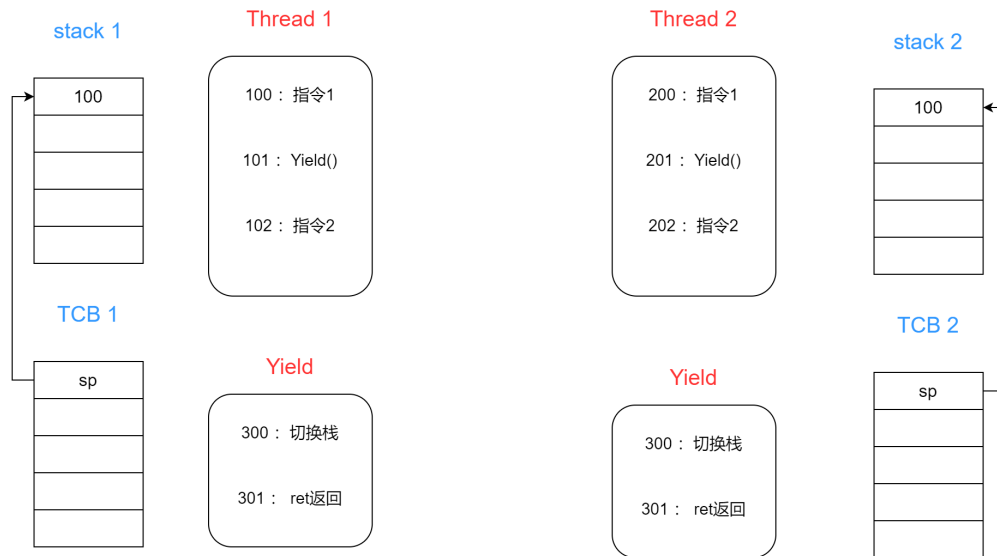 stack 1
Thread 1
100 : 指令1
101 : Yield()
102 : 指令2
100
TCB 1
sp
Yield
300 : 切换栈
301 : ret返回
Thread 2
stack 2
200 : 指令1
201 : Yield()
202 : 指令2
100
TCB 2
sp
Yield
300 : 切换栈
301 : ret返回